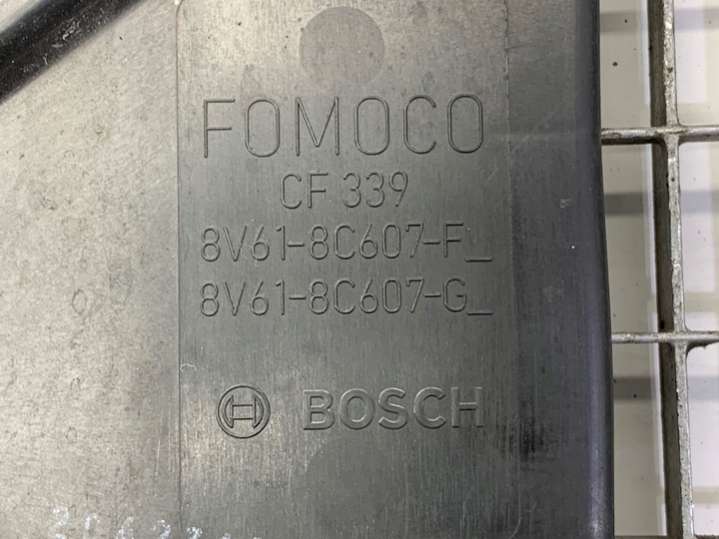 FOMOCO
CF 339
8V61-8C607-F_
8V61-8C607-G_
BOSCH